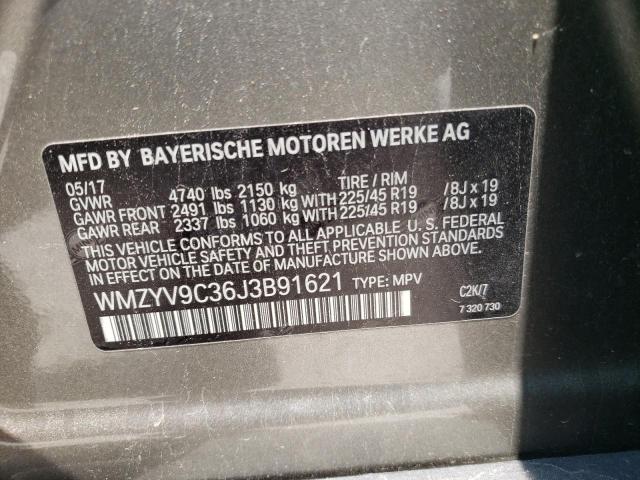 MFD BY BAYERISCHE MOTOREN WERKE AG
05/17 TIRE / RIM
GVWR 4740 lbs 2150 kg
GAWR FRONT 2491 lbs 1130 kg WITH 225/45 R19 /8J x 19
GAWR REAR 2337 lbs 1060 kg WITH 225/45 R19 /8J x 19
THIS VEHICLE CONFORMS TO ALL APPLICABLE U. S. FEDERAL
MOTOR VEHICLE SAFETY AND THEFT PREVENTION STANDARDS
IN EFFECT ON THE DATE OF MANUFACTURE SHOWN ABOVE.
WMZYV9C36J3B91621 TYPE: MPV
C2K/7
7 320 730